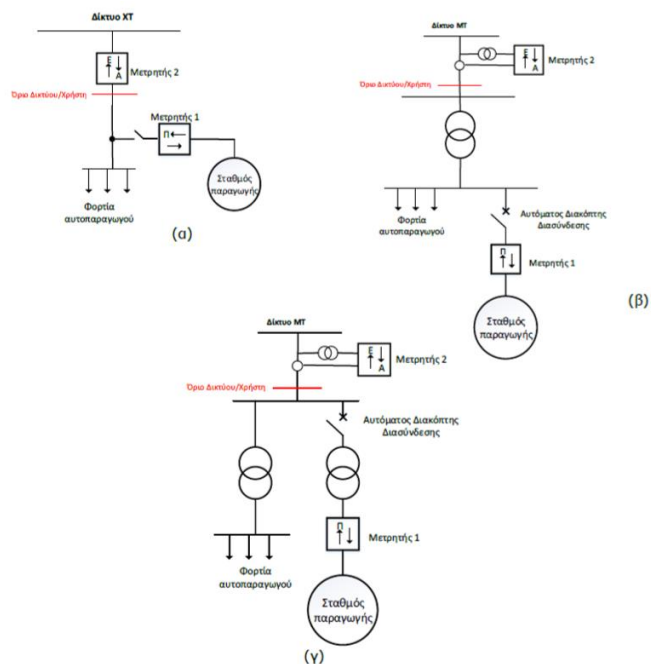 Δίκτυο ΧΤ
Ε
Α
Μετρητής 2
Όριο Δικτύου/Χρήστη
Μετρητής 1
Π
Σταθμός
παραγωγής
Φορτία
αυτοπαραγωγού
(α)
Δίκτυο ΜΤ
Ε
Α
Μετρητής 2
Όριο Δικτύου/Χρήστη
Φορτία
αυτοπαραγωγού
Αυτόματος Διακόπτης
Διασύνδεσης
Π
Μετρητής 1
Σταθμός
παραγωγής
(β)
Δίκτυο ΜΤ
Ε
Α
Μετρητής 2
Όριο Δικτύου/Χρήστη
Αυτόματος Διακόπτης
Διασύνδεσης
Π
Μετρητής 1
Φορτία
αυτοπαραγωγού
Σταθμός
παραγωγής
(γ)